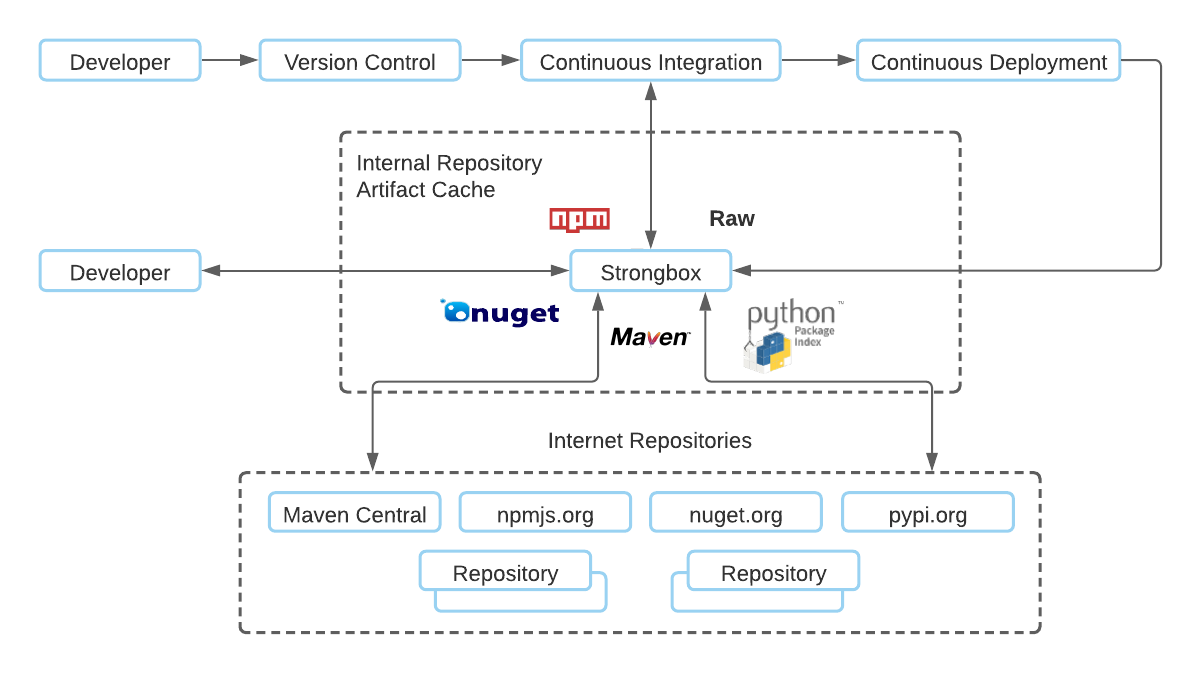 Developer
Version Control
Continuous Integration
Continuous Deployment
Internal Repository
Artifact Cache
npm
Raw
Developer
Strongbox
nuget
Maven™
python™
Package
Index
Internet Repositories
Maven Central
npmjs.org
nuget.org
pypi.org
Repository
Repository